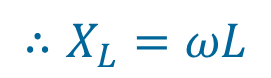 ∴ X_L = ωL